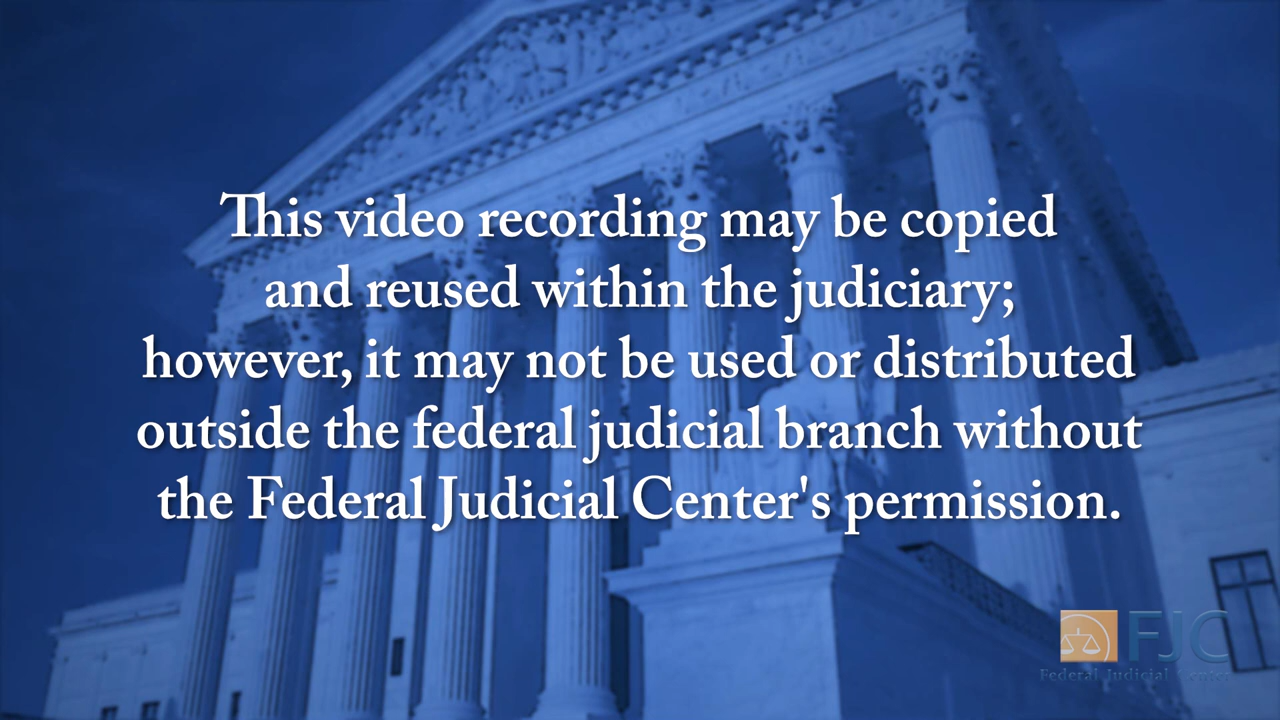 This video recording may be copied
and reused within the judiciary;
however, it may not be used or distributed
outside the federal judicial branch without
the Federal Judicial Center's permission.
FJC
Federal Judicial Center